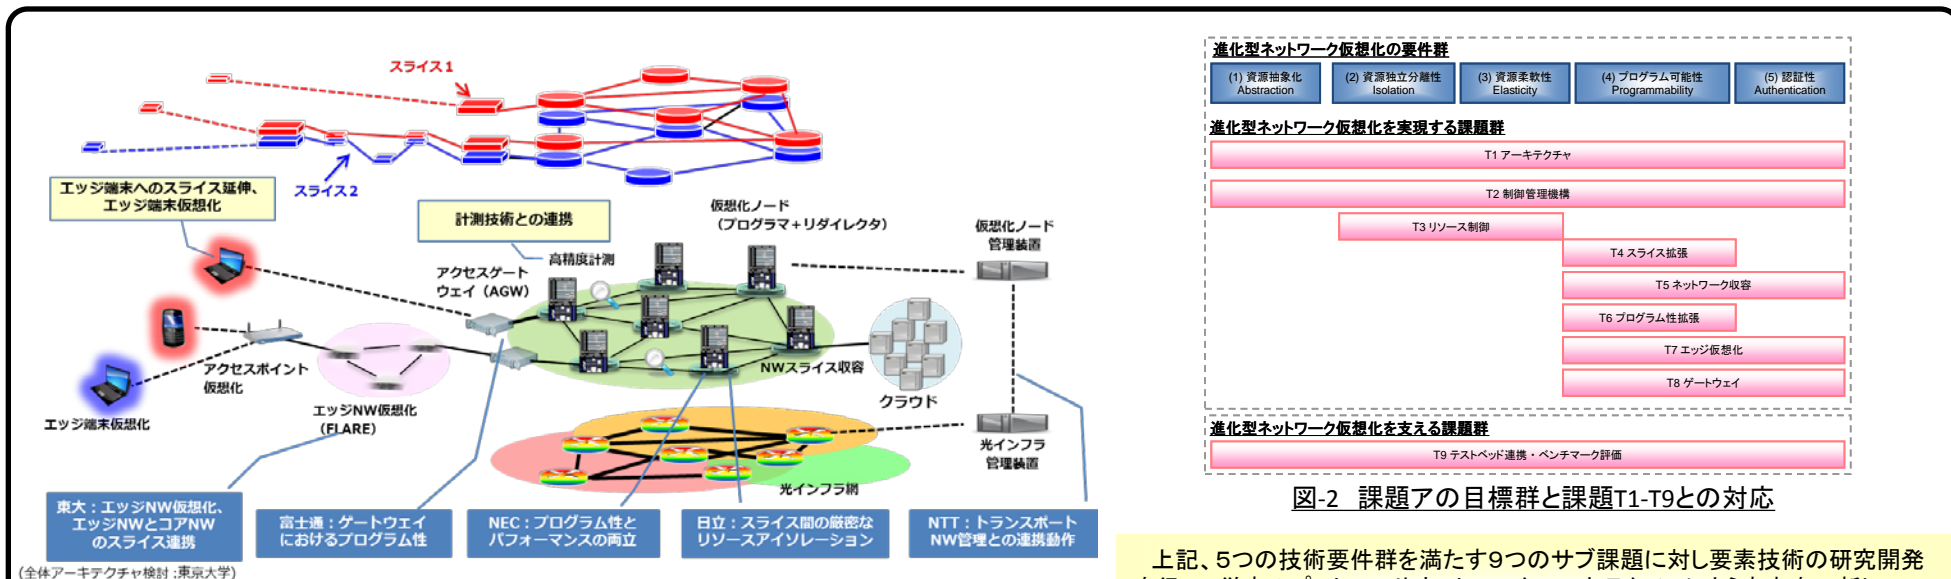 スライス1
スライス2
エッジ端末へのスライス延伸、
エッジ端末仮想化
計測技術との連携
高精度計測
仮想化ノード
(プログラマ+リダイレクタ)
仮想化ノード
管理装置
アクセスゲート
ウェイ(AGW)
アクセスポイント
仮想化
エッジNW仮想化
(FLARE)
エッジ端末仮想化
NWスライス収容
クラウド
光インフラ
管理装置
光インフラ網
東大:エッジNW仮想化、
エッジNWとコアNW
のスライス連携
富士通:ゲートウェイ
におけるプログラム性
NEC:プログラム性と
パフォーマンスの両立
日立:スライス間の厳密な
リソースアイソレーション
NTT:トランスポート
NW管理との連携動作
(全体アーキテクチャ検討:東京大学)
進化型ネットワーク仮想化の要件群
(1) 資源抽象化
Abstraction
(2) 資源独立分離性
Isolation
(3) 資源柔軟性
Elasticity
(4) プログラム可能性
Programmability
(5) 認証性
Authentication
進化型ネットワーク仮想化を実現する課題群
T1 アーキテクチャ
T2 制御管理機構
T3 リソース制御
T4 スライス拡張
T5 ネットワーク収容
T6 プログラム性拡張
T7 エッジ仮想化
T8 ゲートウェイ
進化型ネットワーク仮想化を支える課題群
T9 テストベッド連携・ベンチマーク評価
図-2 課題アの目標群と課題T1-T9との対応
上記、5つの技術要件群を満たす9つのサブ課題に対し要素技術の研究開発